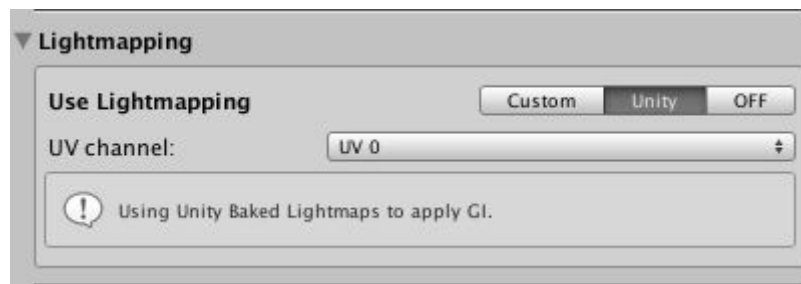 Lightmapping
Use Lightmapping Custom Unity OFF
UV channel: UV 0
Using Unity Baked Lightmaps to apply GI.